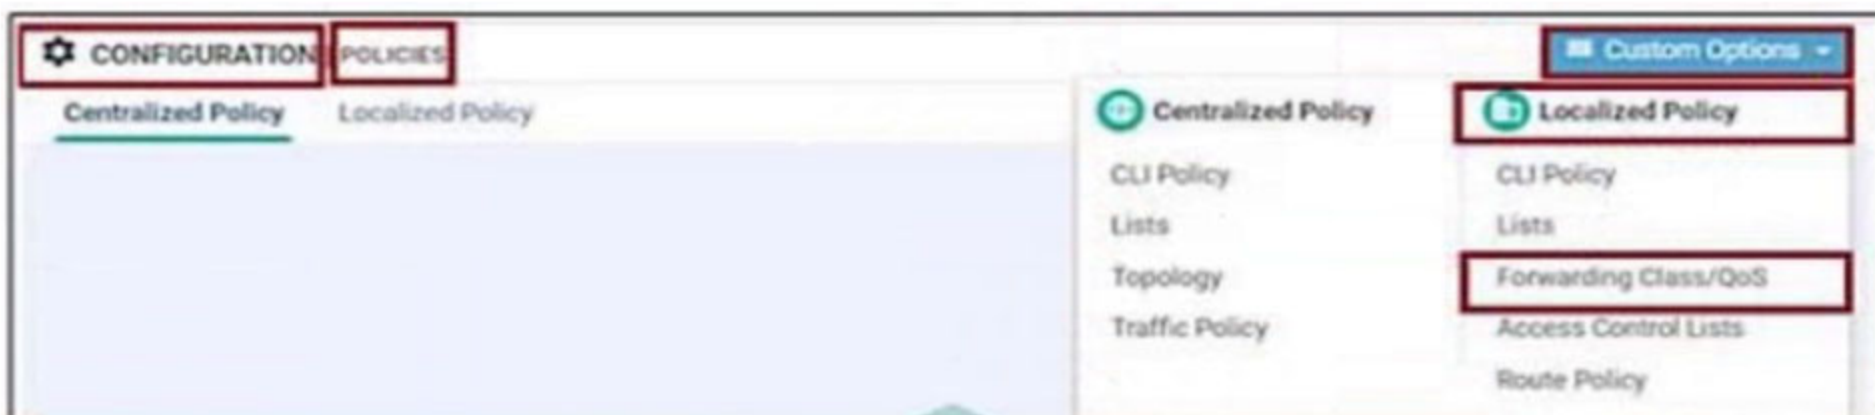 CONFIGURATION POLICIES
Custom Options
Centralized Policy Localized Policy
Centralized Policy
CLI Policy
Lists
Topology
Traffic Policy
Localized Policy
CLI Policy
Lists
Forwarding Class/QoS
Access Control Lists
Route Policy